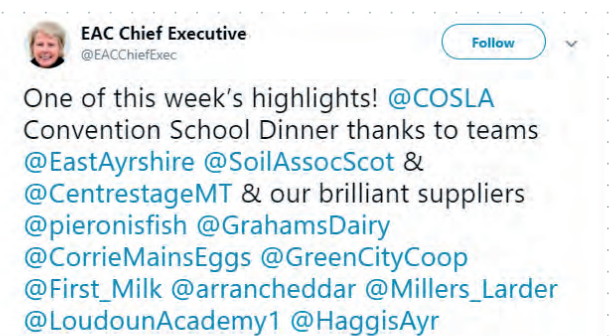 EAC Chief Executive
@EACChiefExec
Follow
One of this week's highlights! @COSLA
Convention School Dinner thanks to teams
@EastAyrshire @SoilAssocScot &
@CentrestageMT & our brilliant suppliers
@pieronisfish @GrahamsDairy
@CorrieMainsEggs @GreenCityCoop
@First_Milk @arrancheddar @Millers_Larder
@LoudounAcademy1 @HaggisAyr